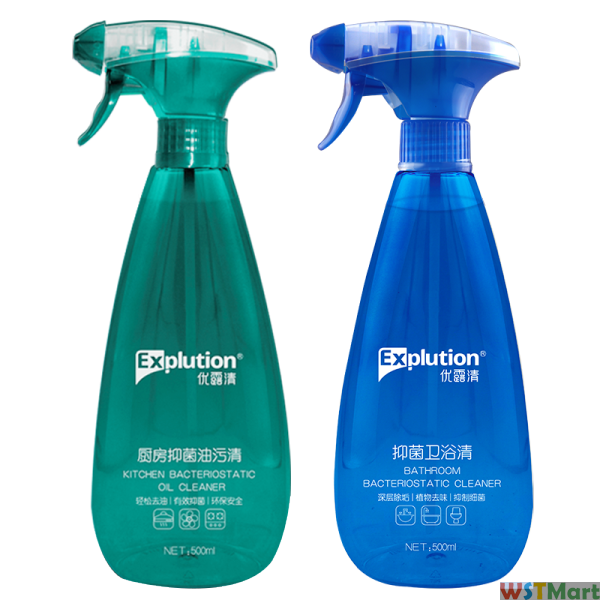 Explution®
优露清
厨房抑菌油污清
KITCHEN BACTERIOSTATIC
OIL CLEANER
轻松去油 | 有效抑菌 | 环保安全
NET:500ml
Explution®
优露清
抑菌卫浴清
BATHROOM
BACTERIOSTATIC CLEANER
深层除垢 | 植物去味 | 抑制细菌
NET:500ml
WSTMart